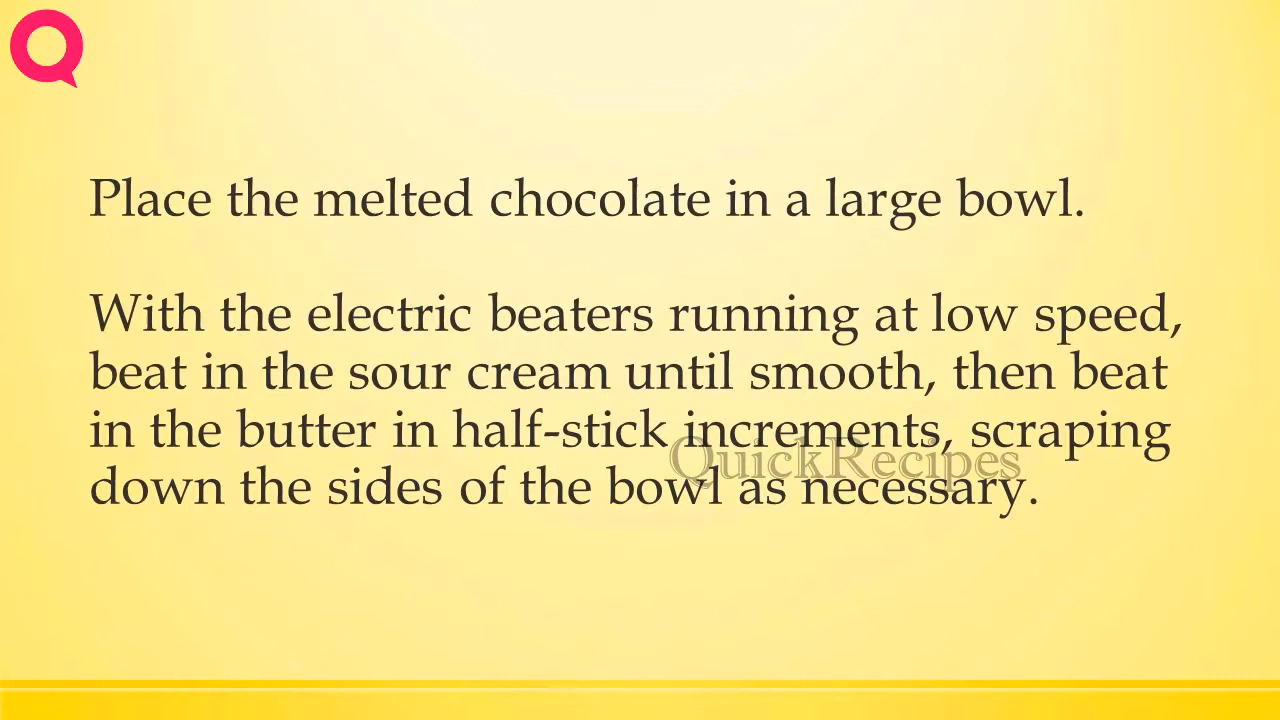 Place the melted chocolate in a large bowl.
With the electric beaters running at low speed,
beat in the sour cream until smooth, then beat
in the butter in half-stick increments, scraping
QuickRecipes
down the sides of the bowl as necessary.